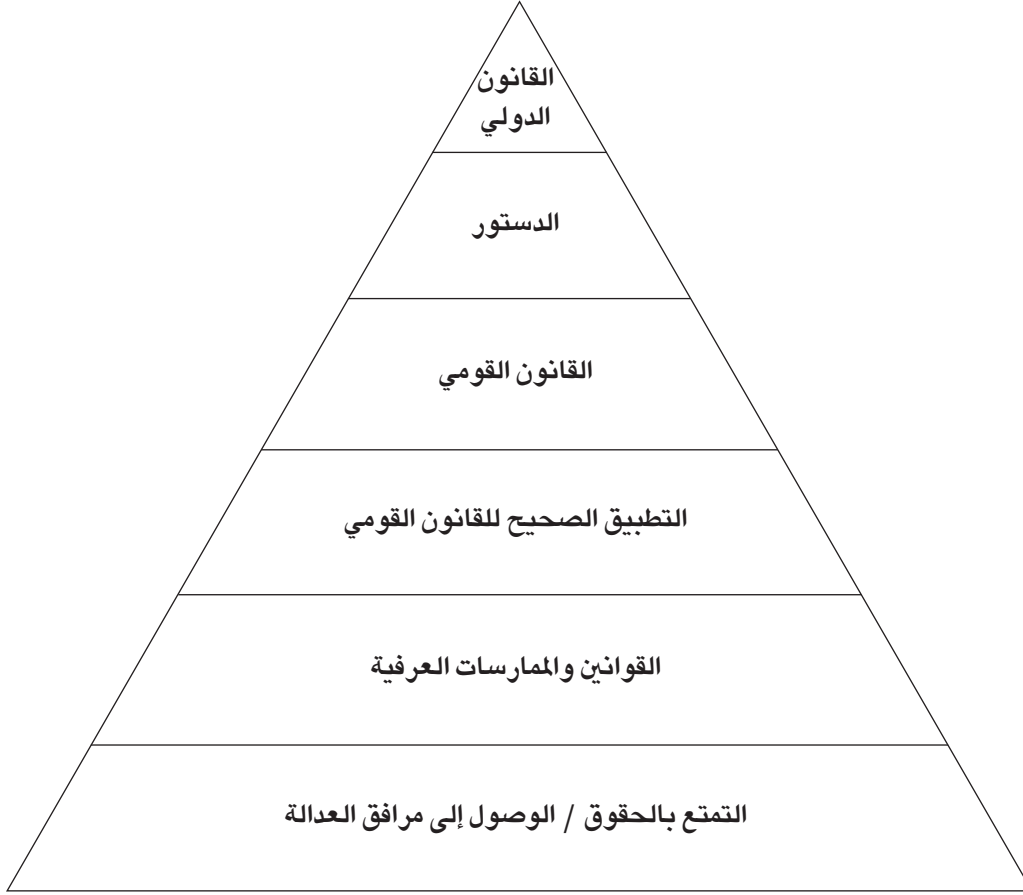 القانون
الدولي
الدستور
القانون القومي
التطبيق الصحيح للقانون القومي
القوانين والممارسات العرفية
التمتع بالحقوق / الوصول إلى مرافق العدالة